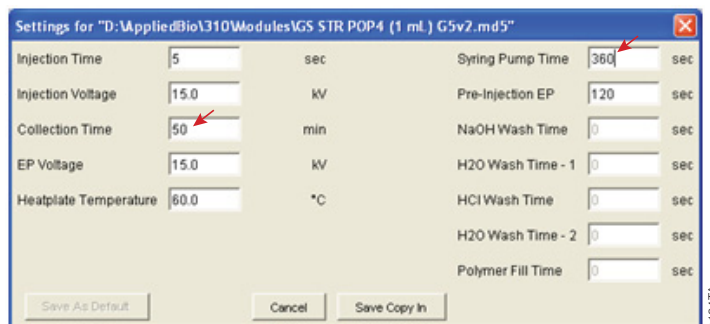 Settings for "D:\AppliedBio\310\Modules\GS STR POP4 (1 mL) G5v2.md5"
Injection Time 5 sec
Injection Voltage 15.0 kV
Collection Time 50 min
EP Voltage 15.0 kV
Heatplate Temperature 60.0 °C
Syring Pump Time 360 sec
Pre-Injection EP 120 sec
NaOH Wash Time 0 sec
H2O Wash Time - 1 0 sec
HCl Wash Time 0 sec
H2O Wash Time - 2 0 sec
Polymer Fill Time 0 sec
Save As Default Cancel Save Copy In